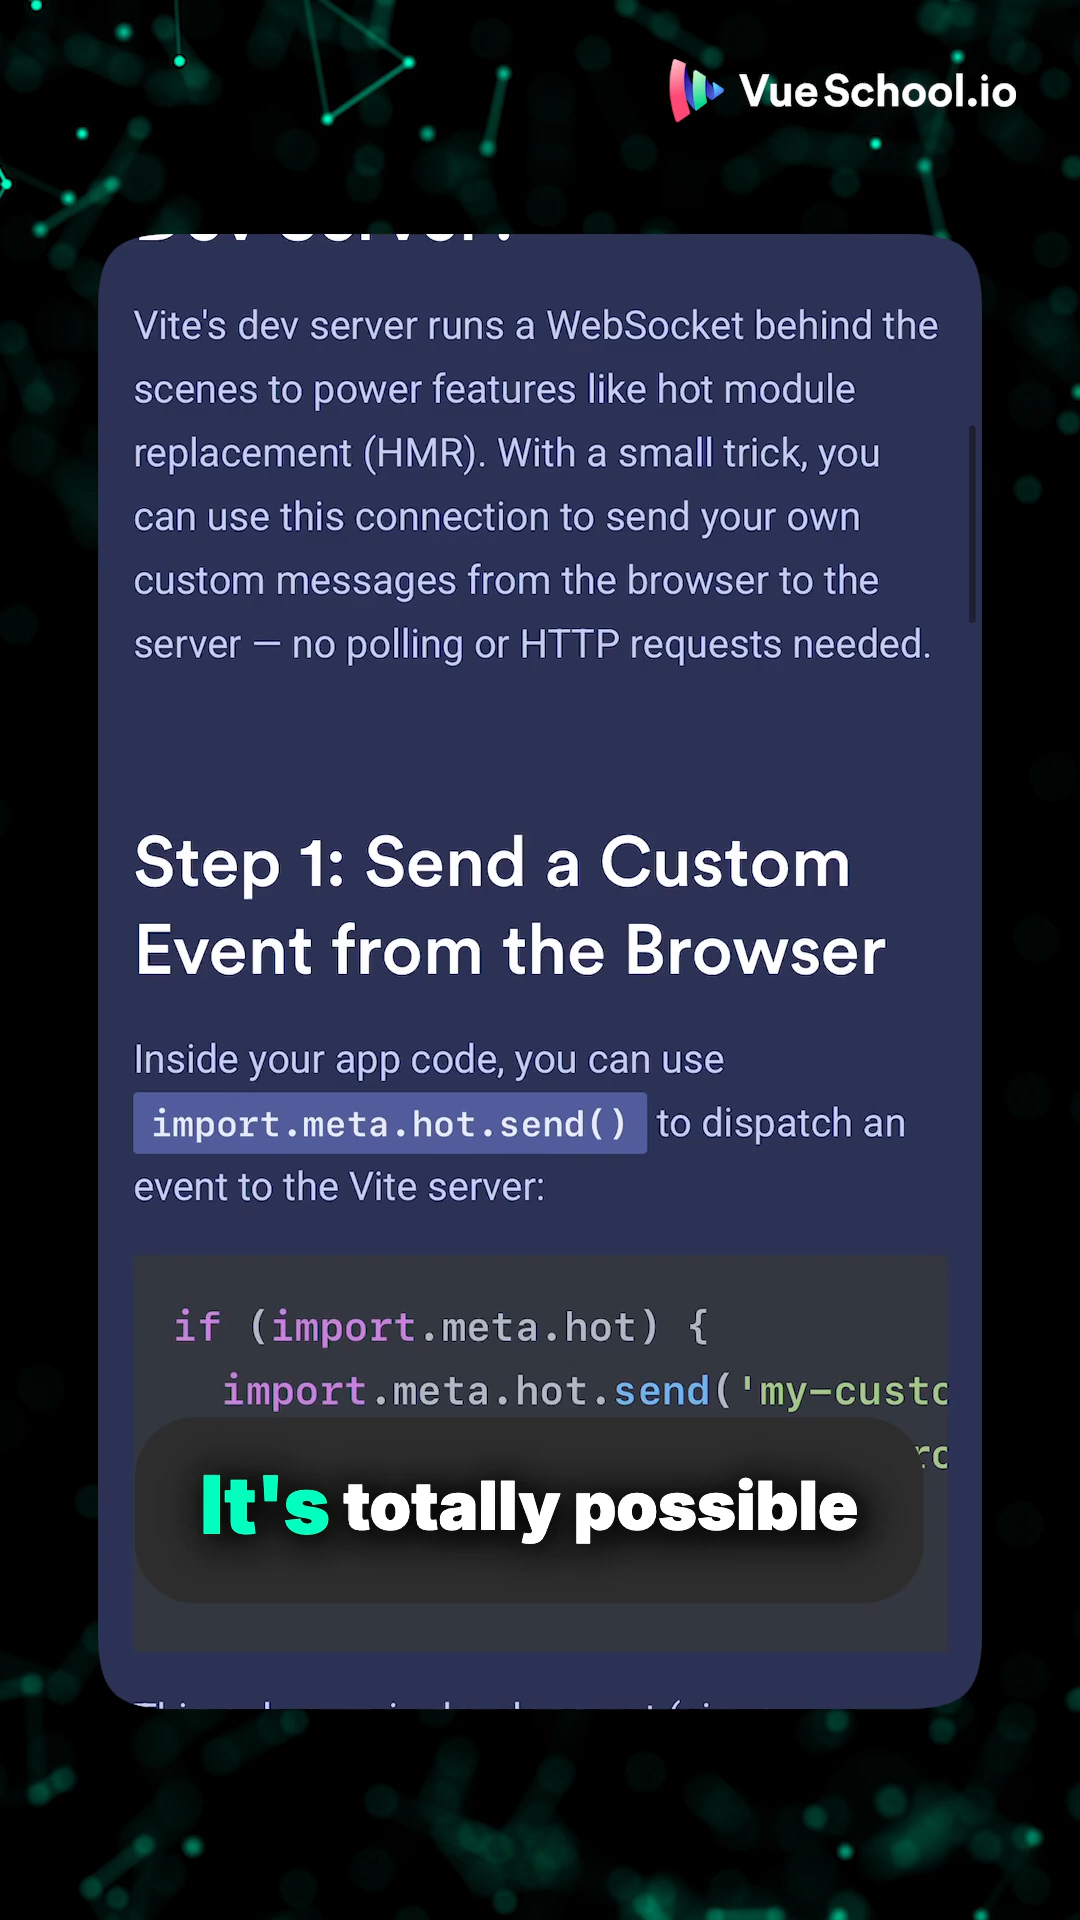 VueSchool.io
Dev Server?
Vite's dev server runs a WebSocket behind the
scenes to power features like hot module
replacement (HMR). With a small trick, you
can use this connection to send your own
custom messages from the browser to the
server — no polling or HTTP requests needed.
Step 1: Send a Custom
Event from the Browser
Inside your app code, you can use
import.meta.hot.send() to dispatch an
event to the Vite server:
if (import.meta.hot) {
import.meta.hot.send('my-custo
It's totally possible